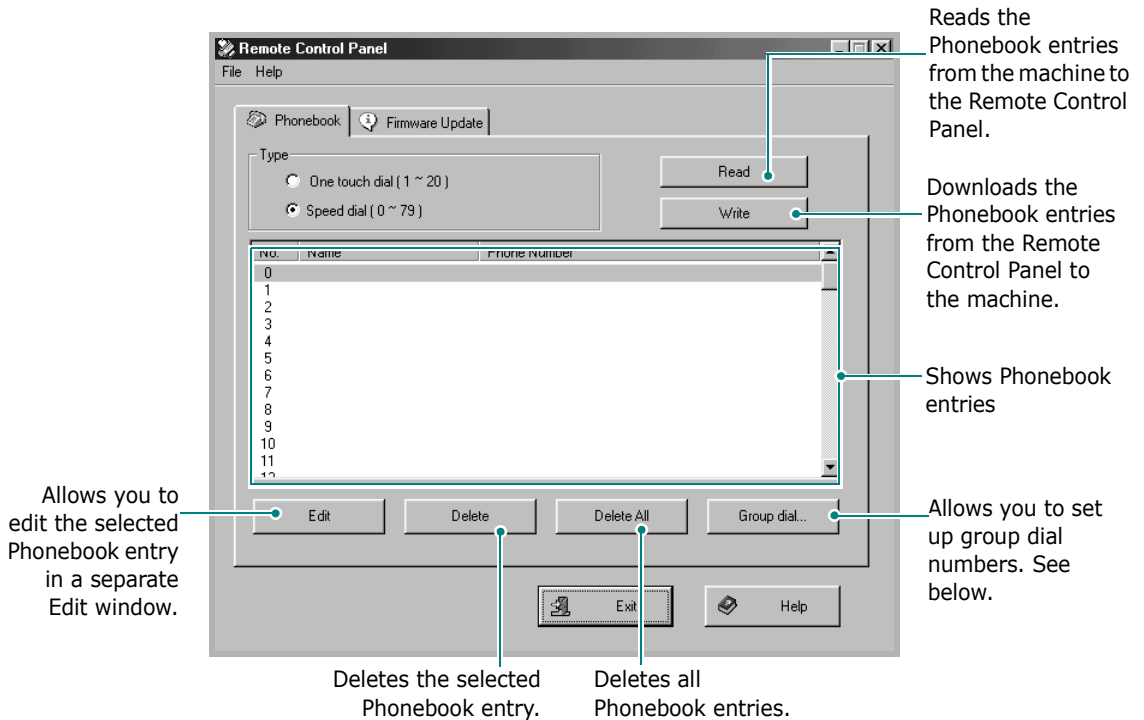 Reads the
Phonebook entries
from the machine to
the Remote Control
Panel.
Remote Control Panel
File Help
Phonebook
Firmware Update
Type
One touch dial ( 1 ~ 20 )
Speed dial ( 0 ~ 79 )
Read
Write
Downloads the
Phonebook entries
from the Remote
Control Panel to
the machine.
No. Name Phone Number
0
1
2
3
4
5
6
7
8
9
10
11
12
Shows Phonebook
entries
Allows you to
edit the selected
Phonebook entry
in a separate
Edit window.
Edit
Delete
Delete All
Group dial...
Allows you to set
up group dial
numbers. See
below.
Exit
Help
Deletes the selected
Phonebook entry.
Deletes all
Phonebook entries.